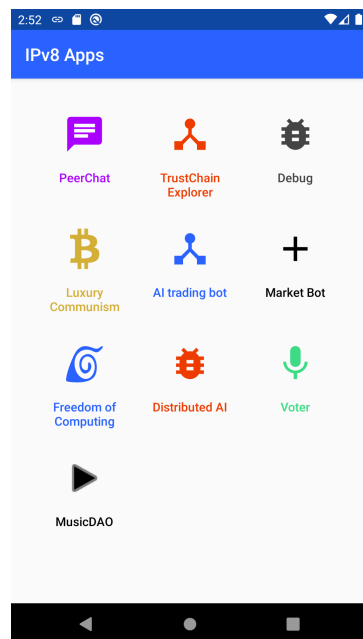 2:52
IPv8 Apps
PeerChat
TrustChain
Explorer
Debug
Luxury
Communism
AI trading bot
Market Bot
Freedom of
Computing
Distributed AI
Voter
MusicDAO